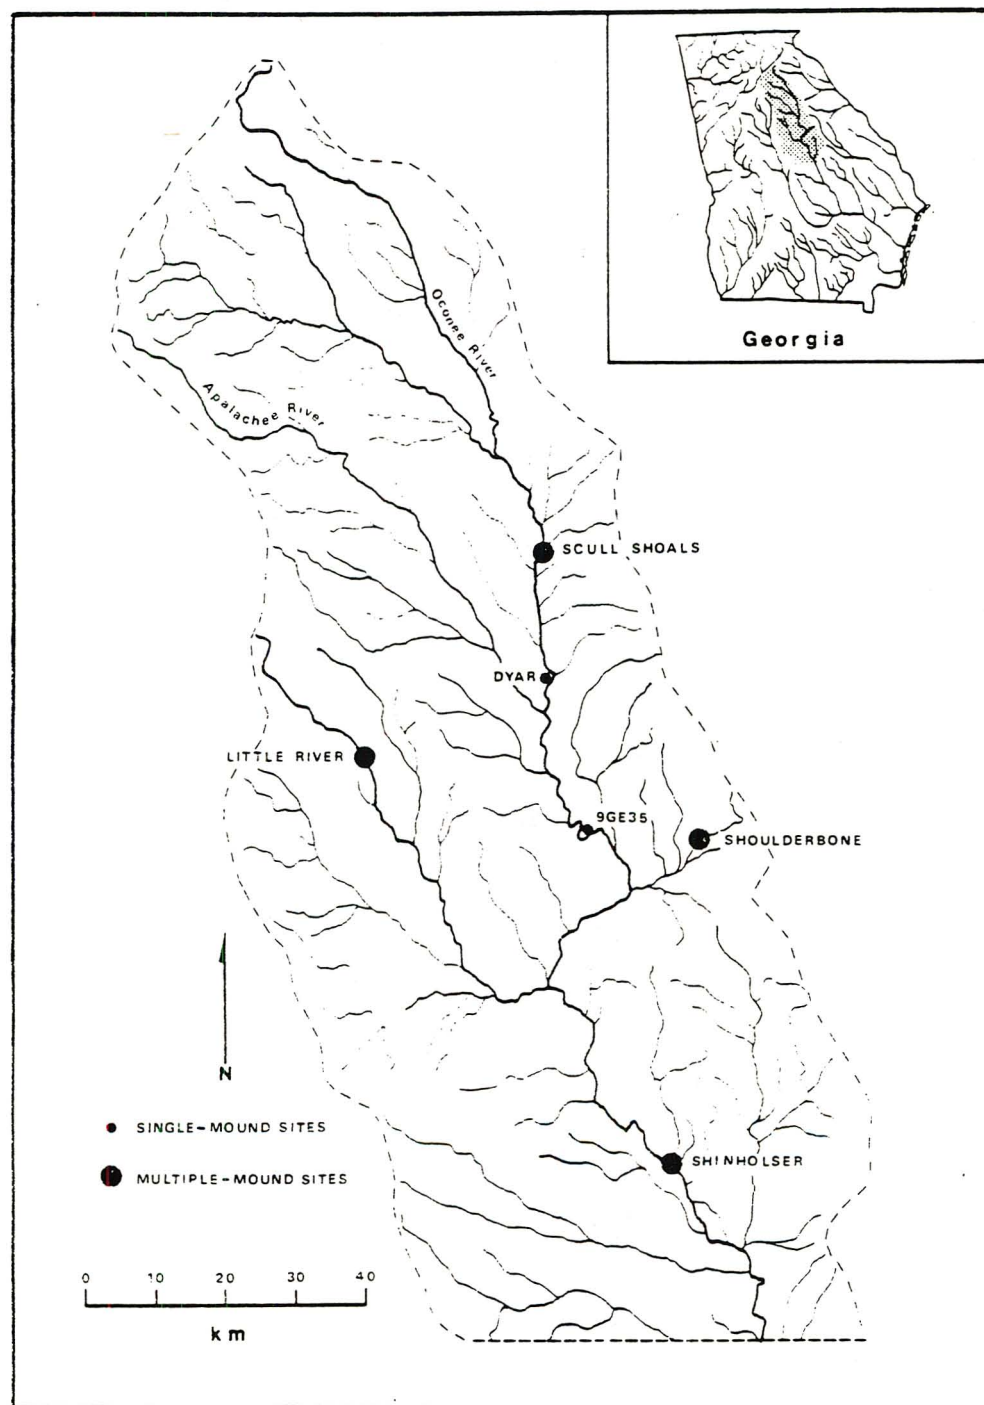 Georgia
Oconee River
Apalachee River
SCULL SHOALS
DYAR
LITTLE RIVER
9GE35
SHOULDERBONE
N
SINGLE-MOUND SITES
SHINHOLSER
MULTIPLE-MOUND SITES
0 10 20 30 40
km